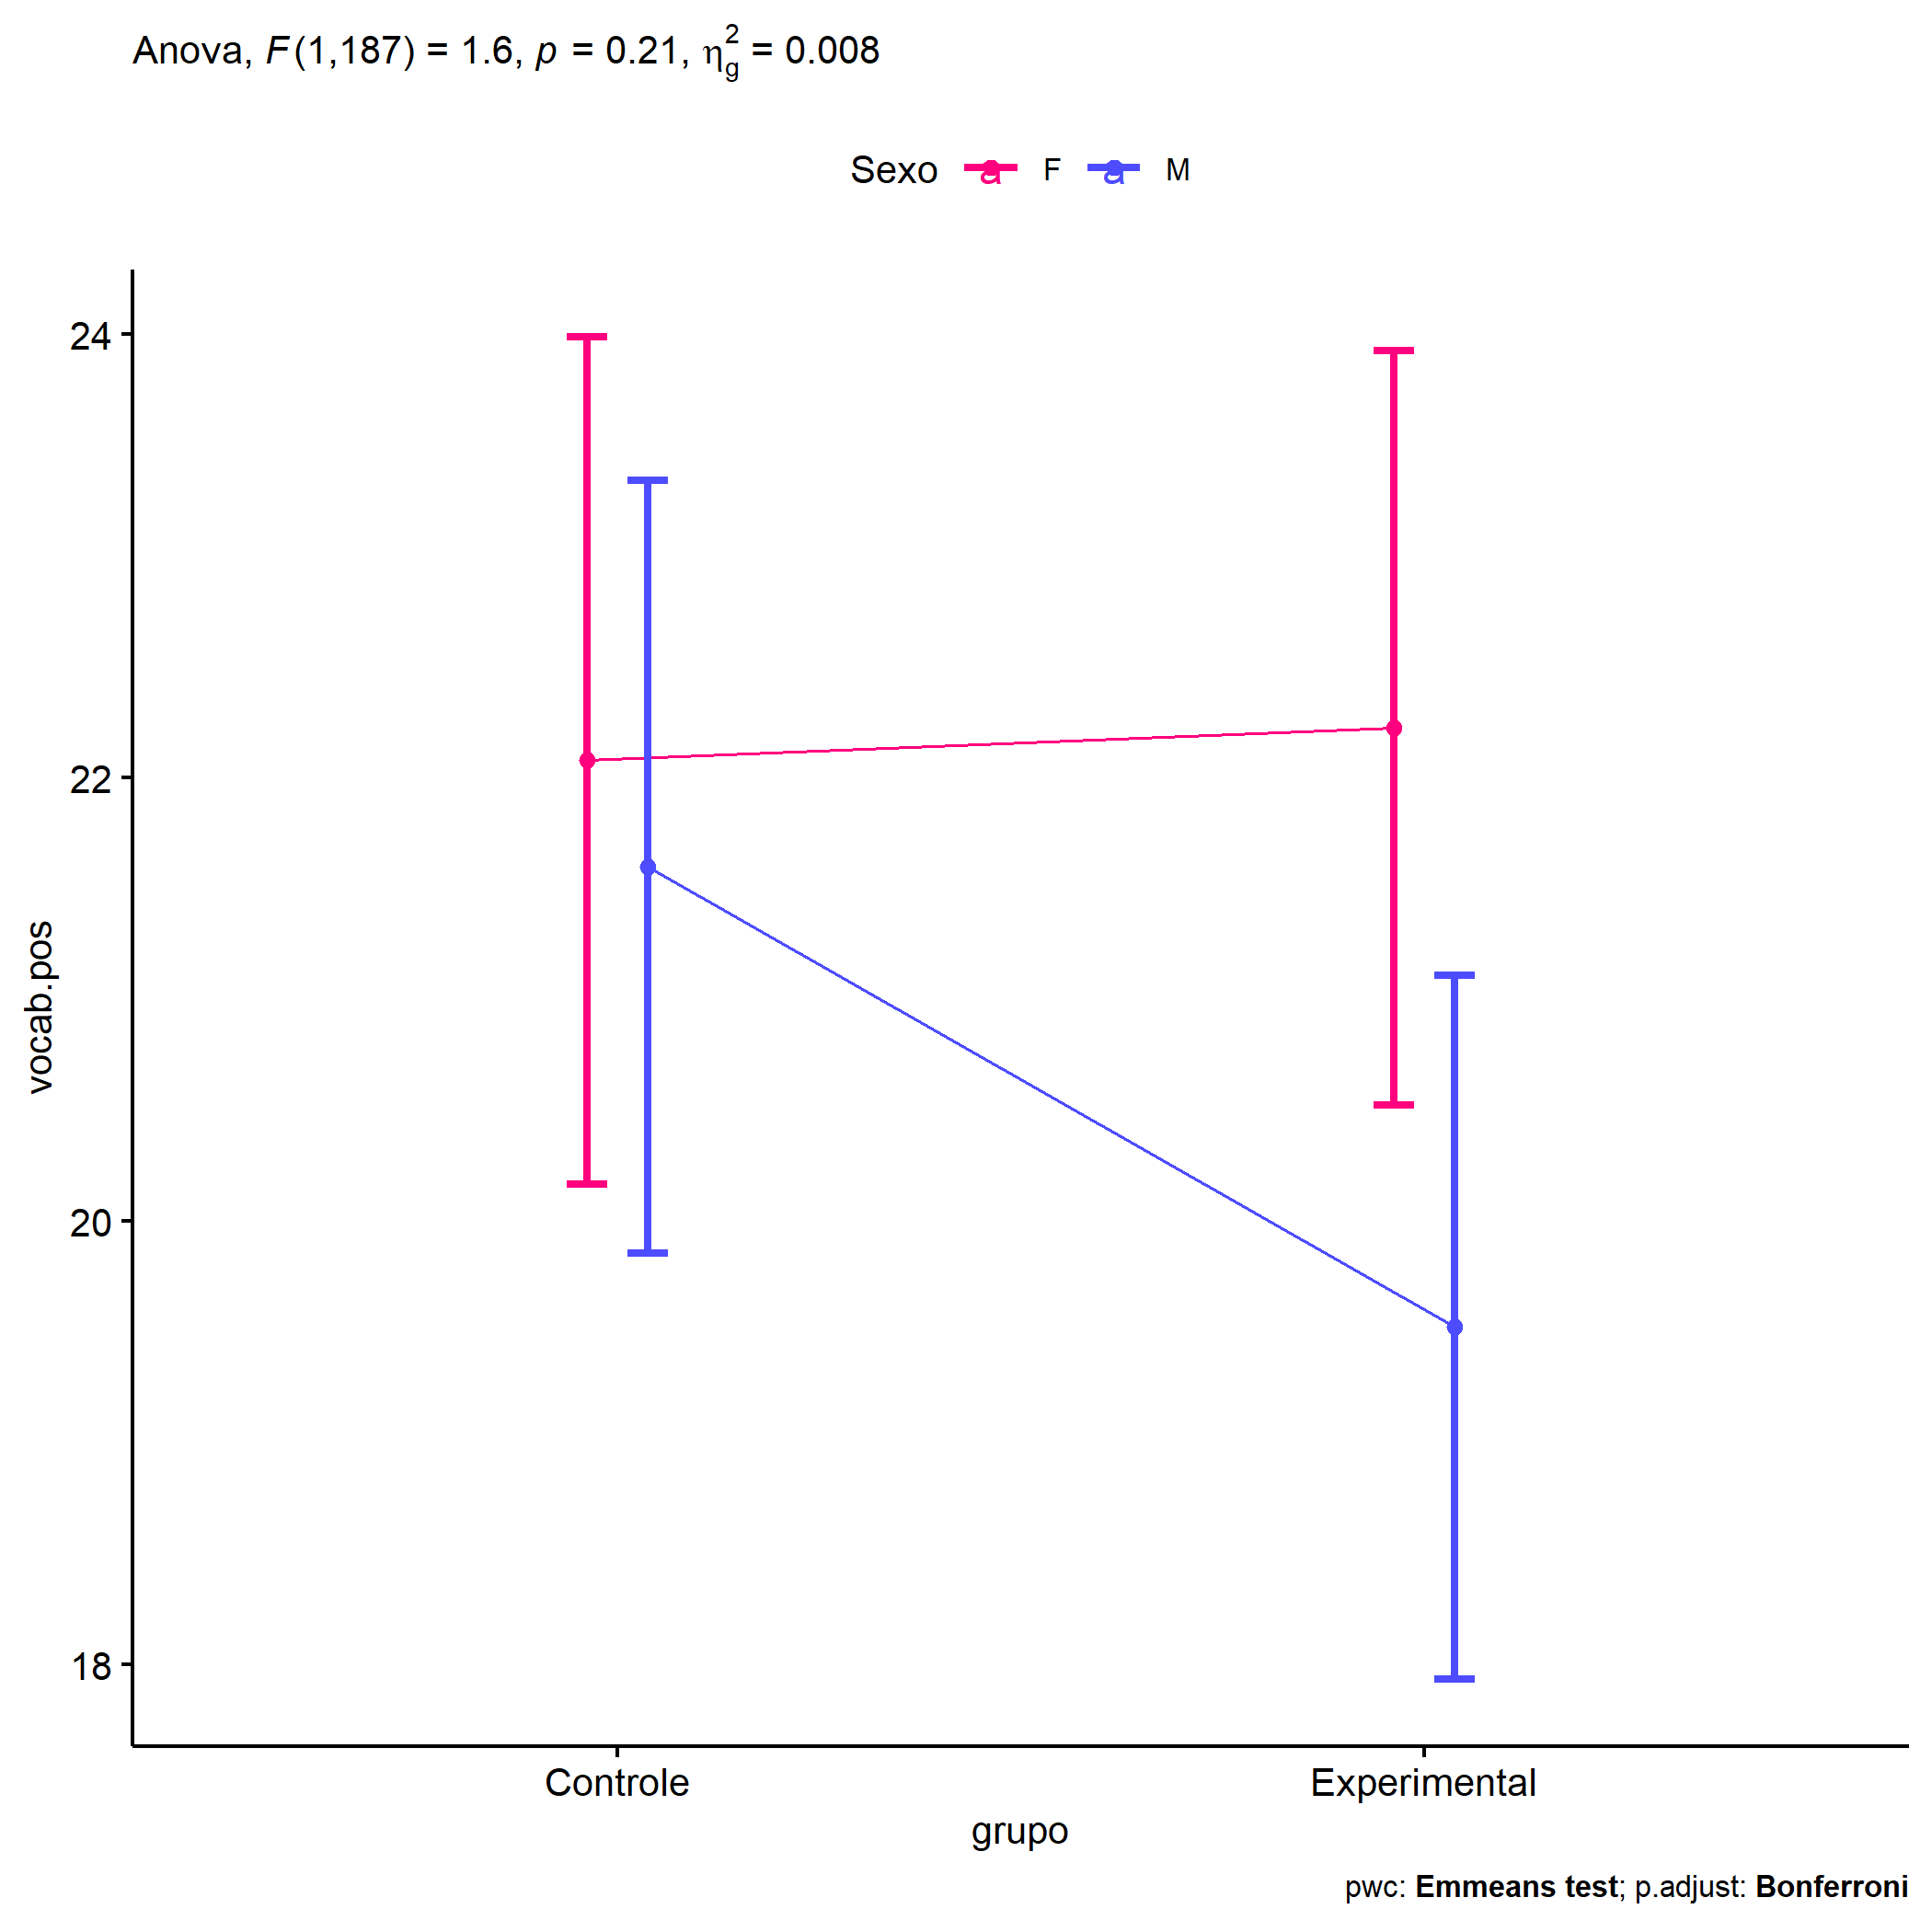 Anova, F(1,187) = 1.6, p = 0.21, η²g = 0.008
Sexo a F a M
24
22
20
18
vocab.pos
Controle Experimental
grupo
pwc: Emmeans test; p.adjust: Bonferroni